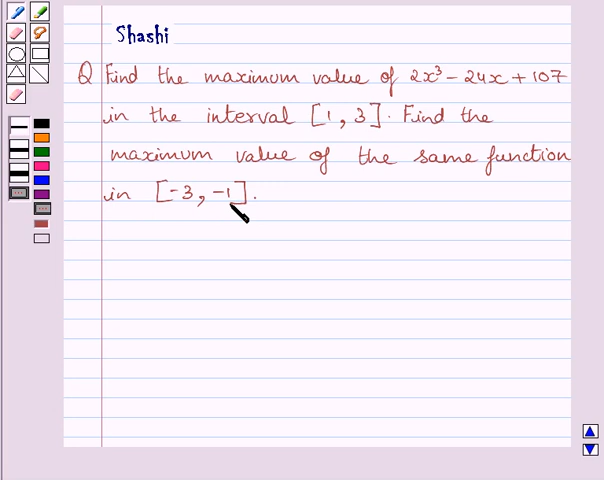 Shashi
Q Find the maximum value of 2x³ - 24x + 107
in the interval [1, 3]. Find the
maximum value of the same function
in [-3, -1].